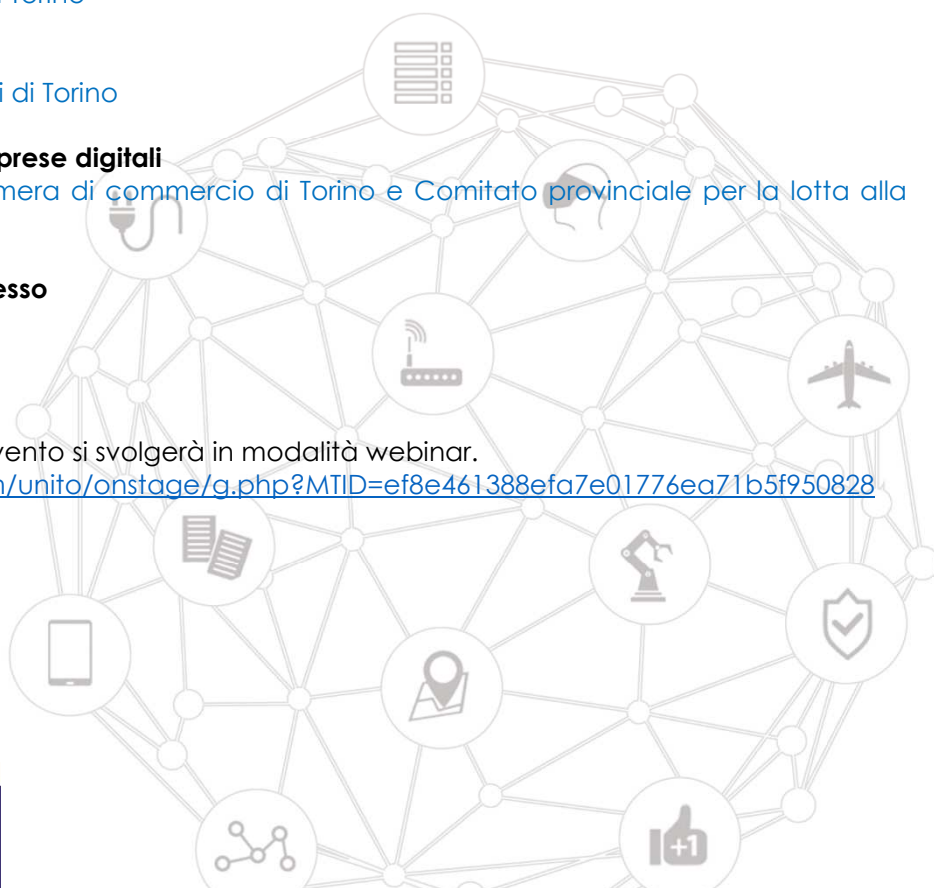 i di Torino
prese digitali
mera di commercio di Torino e Comitato provinciale per la lotta alla
esso
vento si svolgerà in modalità webinar.
n/unito/onstage/g.php?MTID=ef8e461388efa7e01776ea71b5f950828
+1